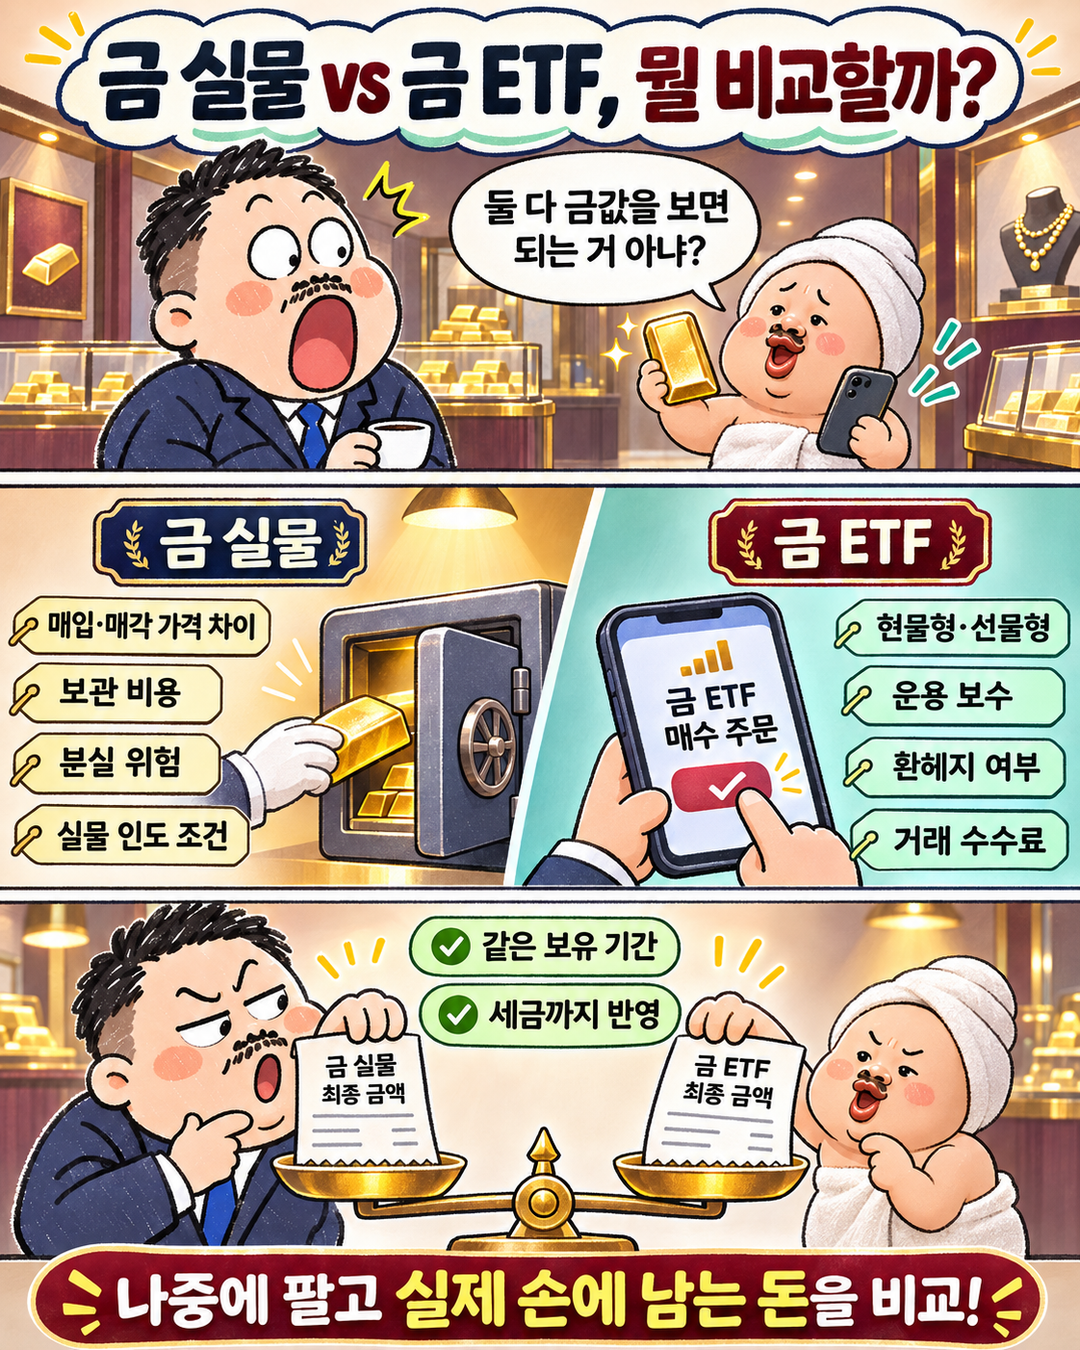 금 실물 vs 금 ETF, 뭘 비교할까?
둘 다 금값을 보면
되는 거 아냐?
금 실물
매입·매각 가격 차이
보관 비용
분실 위험
실물 인도 조건
금 ETF
현물형·선물형
운용 보수
환헤지 여부
거래 수수료
금 ETF
매수 주문
같은 보유 기간
세금까지 반영
금 실물
최종 금액
금 ETF
최종 금액
나중에 팔고 실제 손에 남는 돈을 비교!